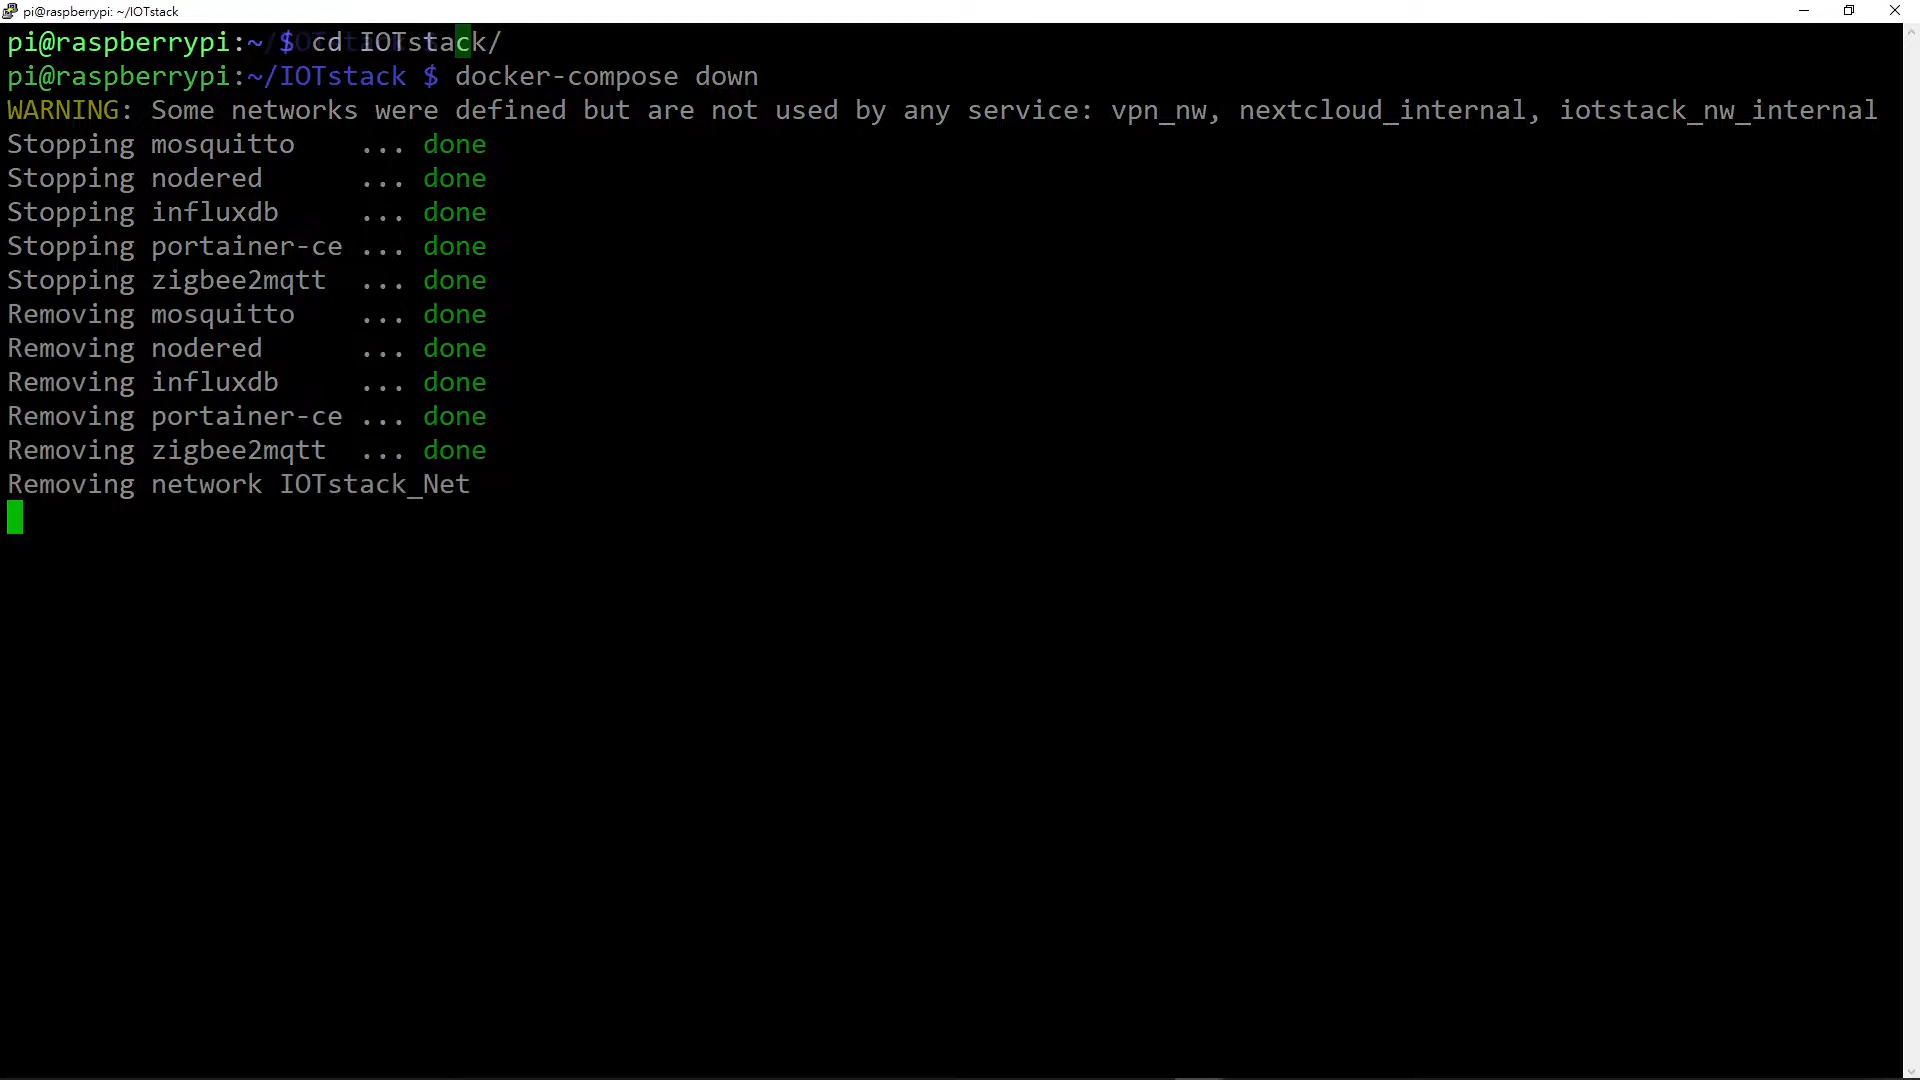 pi@raspberrypi: ~/IOTstack
pi@raspberrypi:~ $ cd IOTstack/
pi@raspberrypi:~/IOTstack $ docker-compose down
WARNING: Some networks were defined but are not used by any service: vpn_nw, nextcloud_internal, iotstack_nw_internal
Stopping mosquitto    ... done
Stopping nodered      ... done
Stopping influxdb     ... done
Stopping portainer-ce ... done
Stopping zigbee2mqtt  ... done
Removing mosquitto    ... done
Removing nodered      ... done
Removing influxdb     ... done
Removing portainer-ce ... done
Removing zigbee2mqtt  ... done
Removing network IOTstack_Net